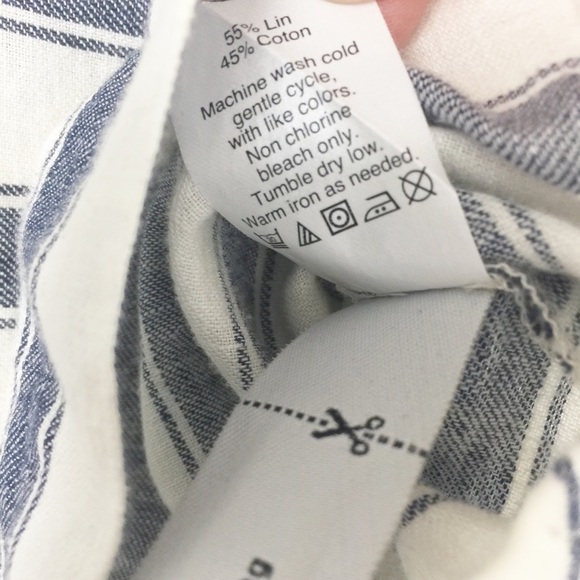 55% Lin
45% Coton
Machine wash cold
gentle cycle,
with like colors.
Non chlorine
bleach only.
Tumble dry low.
Warm iron as needed.